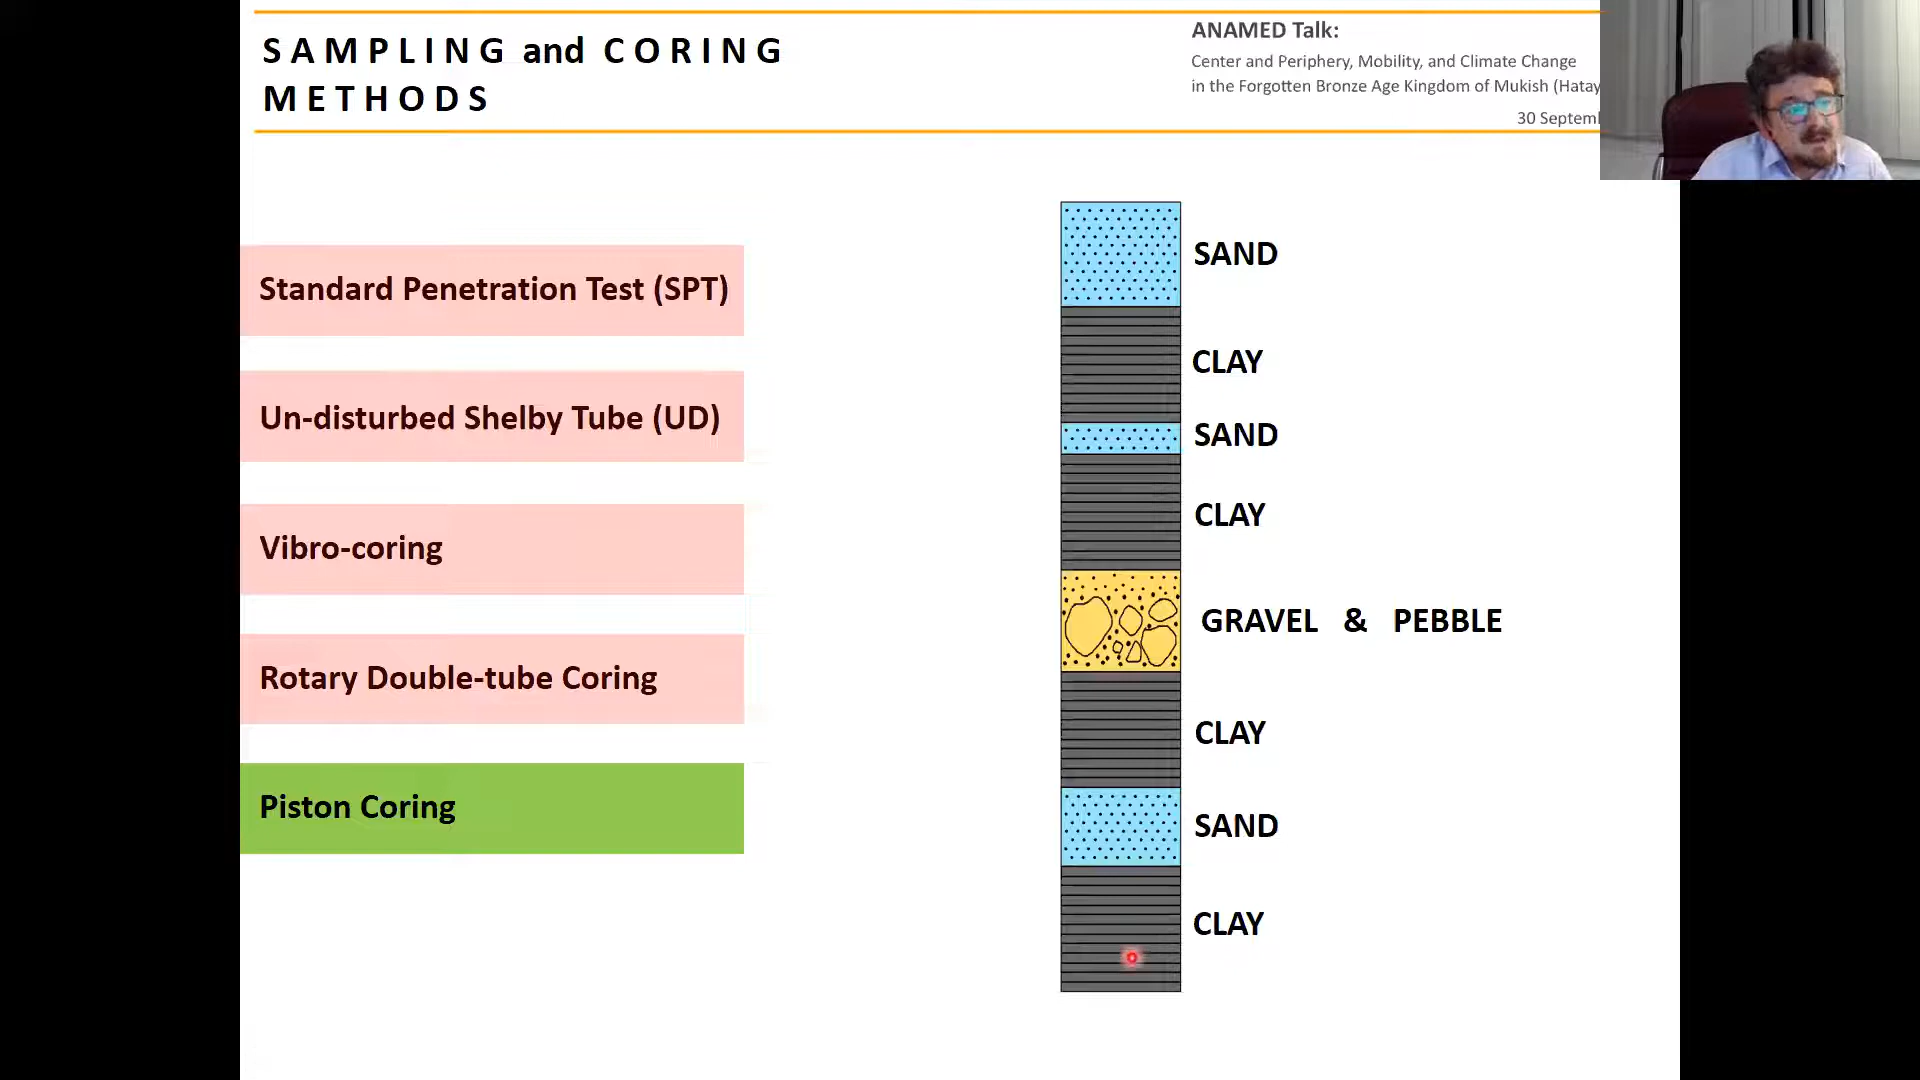 SAMPLING and CORING
METHODS
ANAMED Talk:
Center and Periphery, Mobility, and Climate Change
in the Forgotten Bronze Age Kingdom of Mukish (Hatay
30
Standard Penetration Test (SPT)
Un-disturbed Shelby Tube (UD)
Vibro-coring
Rotary Double-tube Coring
Piston Coring
SAND
CLAY
SAND
CLAY
GRAVEL & PEBBLE
CLAY
SAND
CLAY